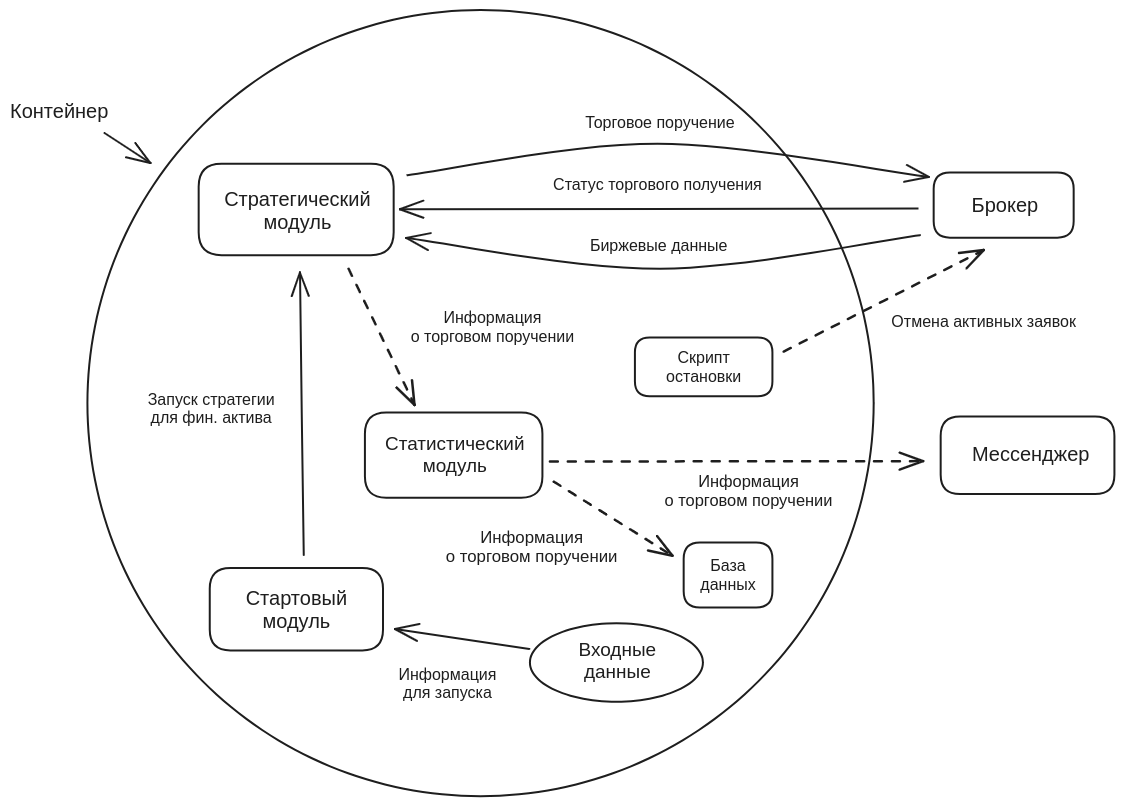 Контейнер
Торговое поручение
Статус торгового получения
Стратегический
модуль
Брокер
Биржевые данные
Информация
о торговом поручении
Отмена активных заявок
Скрипт
остановки
Запуск стратегии
для фин. актива
Статистический
модуль
Мессенджер
Информация
о торговом поручении
Информация
о торговом поручении
База
данных
Стартовый
модуль
Входные
данные
Информация
для запуска